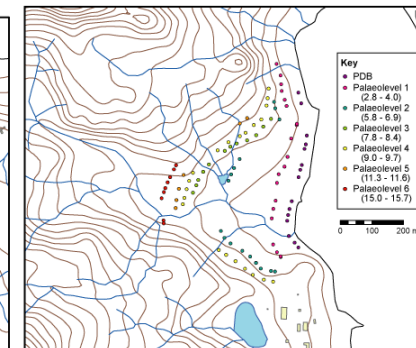 Key
PDB
Palaeolevel 1
(2.8 - 4.0)
Palaeolevel 2
(5.8 - 6.9)
Palaeolevel 3
(7.8 - 8.4)
Palaeolevel 4
(9.0 - 9.7)
Palaeolevel 5
(11.3 - 11.6)
Palaeolevel 6
(15.0 - 15.7)
0 100 200 m